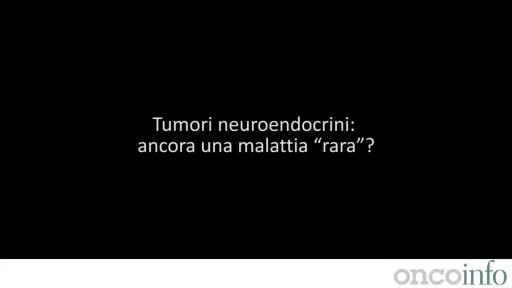 Tumori neuroendocrini:
ancora una malattia “rara”?
oncoinfo